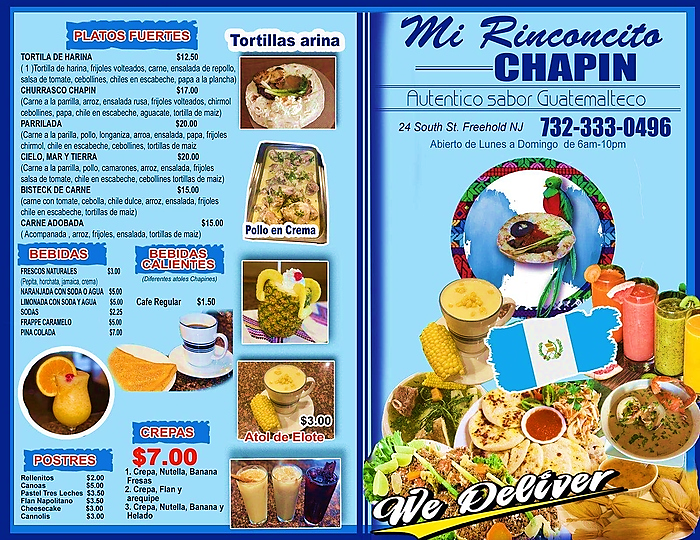 PLATOS FUERTES
TORTILA DE HARINA $12.50
( 1 )Tortilla de harina, frijoles volteados, carne, ensalada de repollo,
salsa de tomate, cebollines, chiles en escabeche, papa a la plancha)
CHURRASCO CHAPIN $17.00
(Carne a la parilla, arroz, ensalada rusa, frijoles volteados, chirmol
cebollines, papa, chile en escabeche, aguacate, tortilla de maiz)
PARRILADA $20.00
(Carne a la parrilla, pollo, longaniza, arroa, ensalada, papa, frijoles
chirmol, chile en escabeche, cebollines, tortillas de maiz
CIELO, MAR Y TIERRA $20.00
(Carne a la parrilla, pollo, camarones, arroz, ensalada, frijoles
salsa de tomate, chile en escabeche, cebollines tortillas de maiz)
BISTECK DE CARNE $15.00
(carne con tomate, cebolla, chile dulce, arroz, ensalada, frijoles
chile en escabeche, tortillas de maiz)
CARNE ADOBADA $15.00
( Acompanada , arroz, frijoles, ensalada, tortillas de maiz)
Tortillas arina
Pollo en Crema
$3.00
Atol de Elote
BEBIDAS
FRESCOS NATURALES $3.00
(Pepita, horchata, jamaica, crema)
NARANJADA CON SODA O AGUA $5.00
LIMONADA CON SODA Y AGUA $5.00
SODAS $2.25
FRAPPE CARAMELO $5.00
PINA COLADA $7.00
BEBIDAS
CALIENTES
(Diferentes atoles Chapines)
Cafe Regular $1.50
POSTRES
Rellenitos $2.00
Canoas $5.00
Pastel Tres Leches $3.50
Flan Napolitano $3.50
Cheesecake $3.00
Cannolis $3.00
CREPAS
$7.00
1. Crepa, Nutella, Banana
Fresas
2. Crepa, Flan y
arequipe
3. Crepa, Nutella, Banana y
Helado
Mi Rinconcito
CHAPIN
Autentico sabor Guatemalteco
24 South St. Freehold NJ 732-333-0496
Abierto de Lunes a Domingo de 6am-10pm
We Deliver